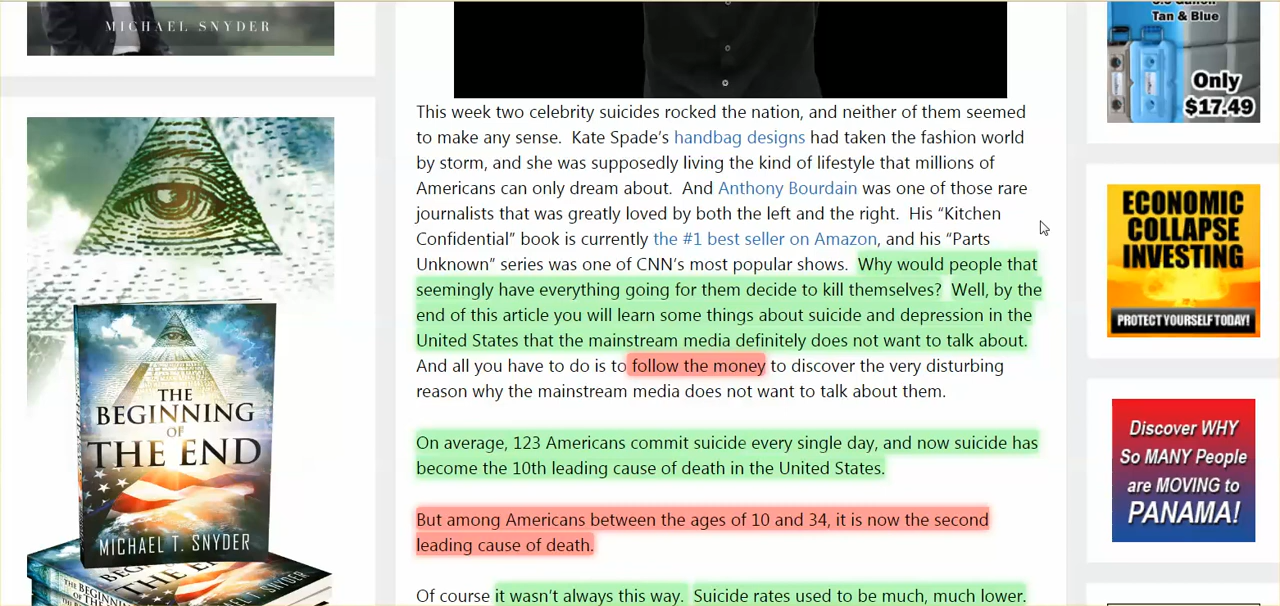 MICHAEL SNYDER
THE
BEGINNING
OF
THE END
MICHAEL T. SNYDER
THE BEGINNING
This week two celebrity suicides rocked the nation, and neither of them seemed
to make any sense.  Kate Spade's handbag designs had taken the fashion world
by storm, and she was supposedly living the kind of lifestyle that millions of
Americans can only dream about.  And Anthony Bourdain was one of those rare
journalists that was greatly loved by both the left and the right.  His “Kitchen
Confidential” book is currently the #1 best seller on Amazon, and his “Parts
Unknown” series was one of CNN's most popular shows.  Why would people that
seemingly have everything going for them decide to kill themselves?  Well, by the
end of this article you will learn some things about suicide and depression in the
United States that the mainstream media definitely does not want to talk about.
And all you have to do is to follow the money to discover the very disturbing
reason why the mainstream media does not want to talk about them.
On average, 123 Americans commit suicide every single day, and now suicide has
become the 10th leading cause of death in the United States.
But among Americans between the ages of 10 and 34, it is now the second
leading cause of death.
Of course it wasn't always this way.  Suicide rates used to be much, much lower.
Tan & Blue
Only
$17.49
ECONOMIC
COLLAPSE
INVESTING
PROTECT YOURSELF TODAY!
Discover WHY
So MANY People
are MOVING to
PANAMA!